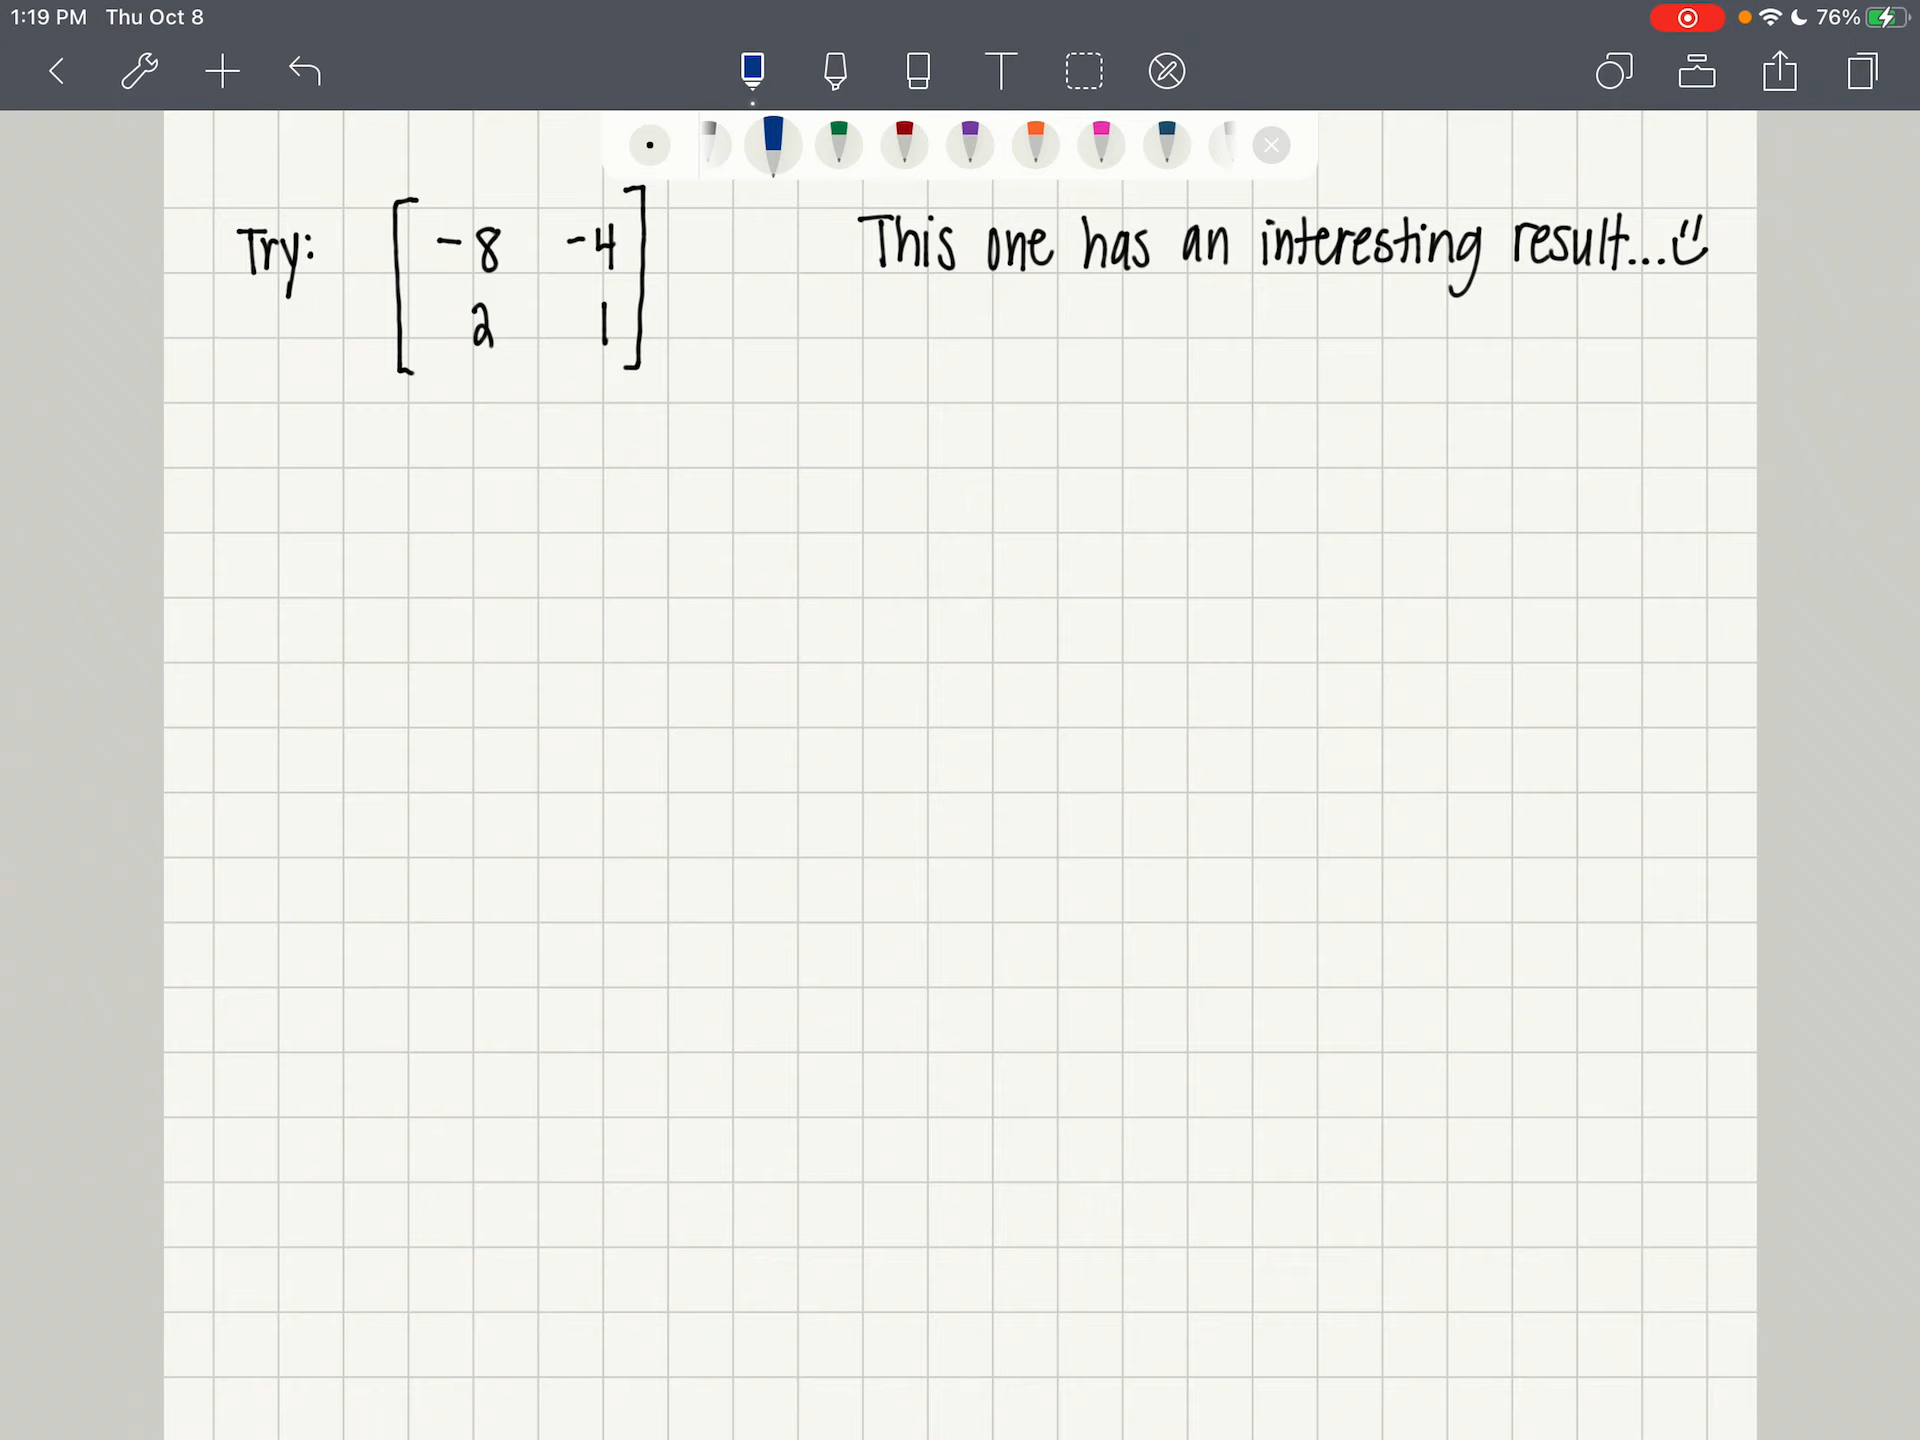 1:19 PM Thu Oct 8 76%
Try: [ -8 -4 ] This one has an interesting result...
[ 2 1 ]